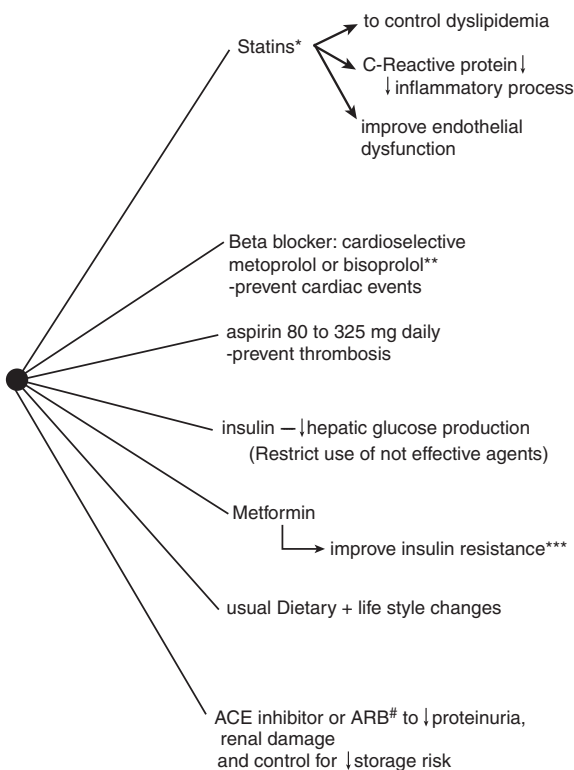 to control dyslipidemia
Statins*
C-Reactive protein↓
↓inflammatory process
improve endothelial
dysfunction
Beta blocker: cardioselective
metoprolol or bisoprolol**
-prevent cardiac events
aspirin 80 to 325 mg daily
-prevent thrombosis
insulin —↓hepatic glucose production
(Restrict use of not effective agents)
Metformin
improve insulin resistance***
usual Dietary + life style changes
ACE inhibitor or ARB# to ↓proteinuria,
renal damage
and control for ↓storage risk